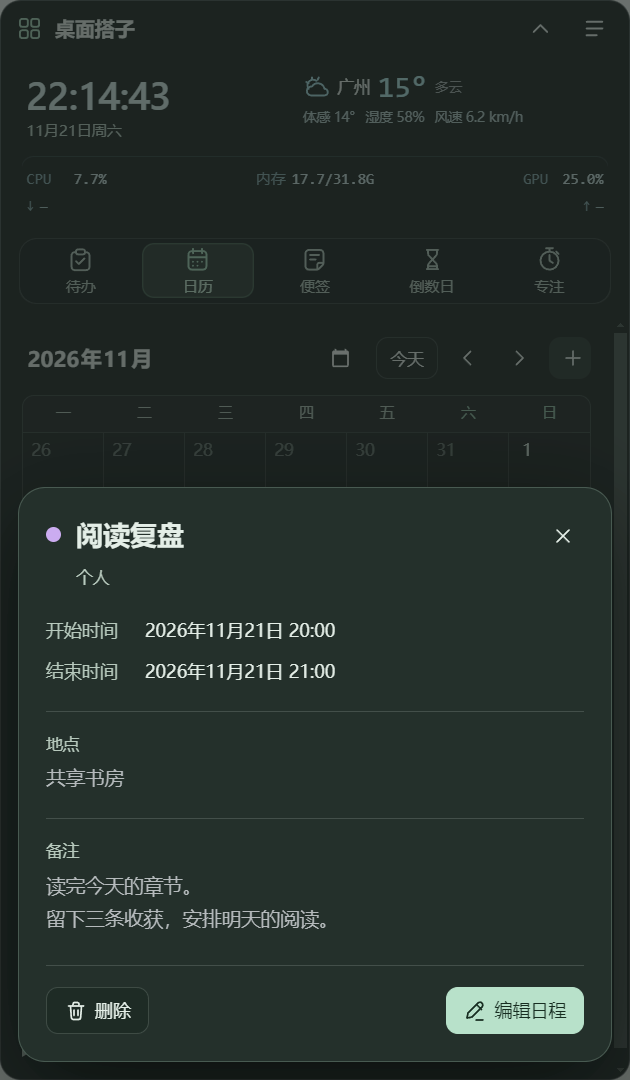 桌面搭子
22:14:43
11月21日周六
广州 15° 多云
体感 14° 湿度 58% 风速 6.2 km/h
CPU 7.7% 内存 17.7/31.8G GPU 25.0%
↓ — ↑ —
待办 日历 便签 倒数日 专注
2026年11月 今天
一 二 三 四 五 六 日
26 27 28 29 30 31 1
阅读复盘
个人
开始时间 2026年11月21日 20:00
结束时间 2026年11月21日 21:00
地点
共享书房
备注
读完今天的章节。
留下三条收获，安排明天的阅读。
删除 编辑日程